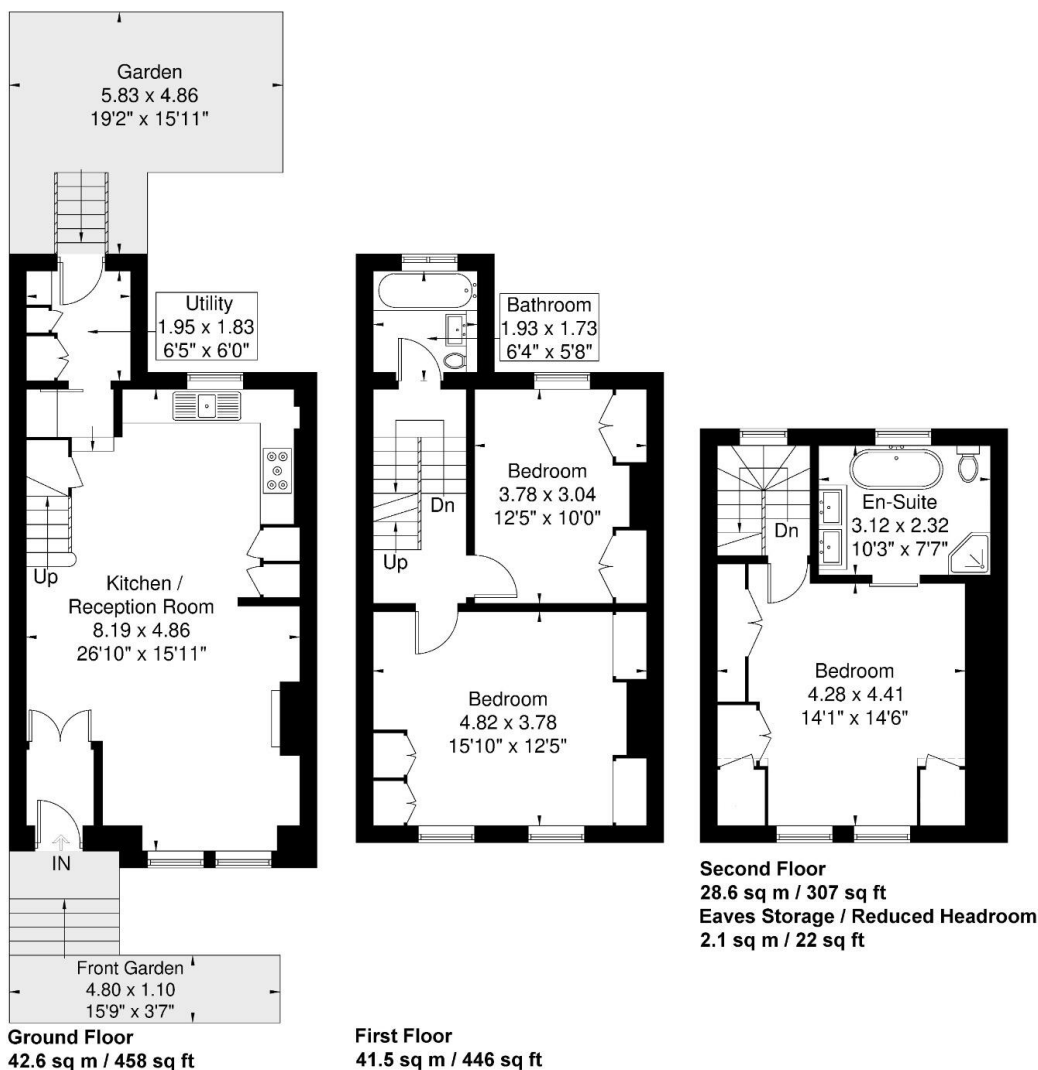 Garden
5.83 x 4.86
19'2" x 15'11"
Utility
1.95 x 1.83
6'5" x 6'0"
Up
Kitchen /
Reception Room
8.19 x 4.86
26'10" x 15'11"
IN
Front Garden
4.80 x 1.10
15'9" x 3'7"
Ground Floor
42.6 sq m / 458 sq ft
Bathroom
1.93 x 1.73
6'4" x 5'8"
Bedroom
3.78 x 3.04
12'5" x 10'0"
Dn
Up
Bedroom
4.82 x 3.78
15'10" x 12'5"
First Floor
41.5 sq m / 446 sq ft
En-Suite
3.12 x 2.32
10'3" x 7'7"
Dn
Bedroom
4.28 x 4.41
14'1" x 14'6"
Second Floor
28.6 sq m / 307 sq ft
Eaves Storage / Reduced Headroom
2.1 sq m / 22 sq ft